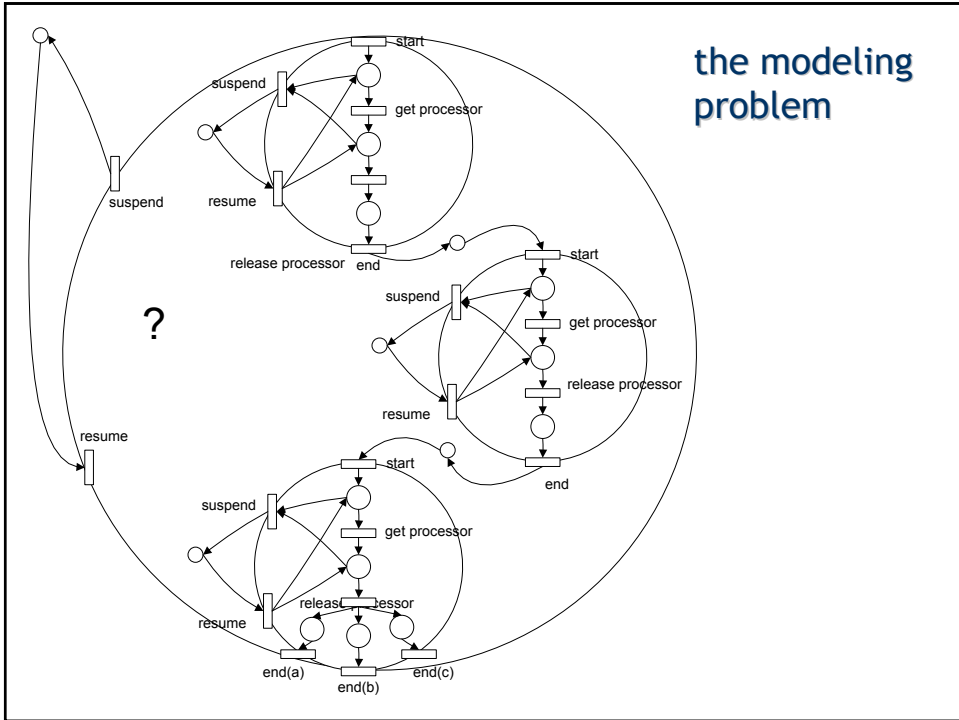 the modeling
problem
start
suspend
get processor
resume
suspend
release processor
end
start
suspend
get processor
?
release processor
resume
resume
start
end
suspend
get processor
release processor
resume
end(a)
end(b)
end(c)